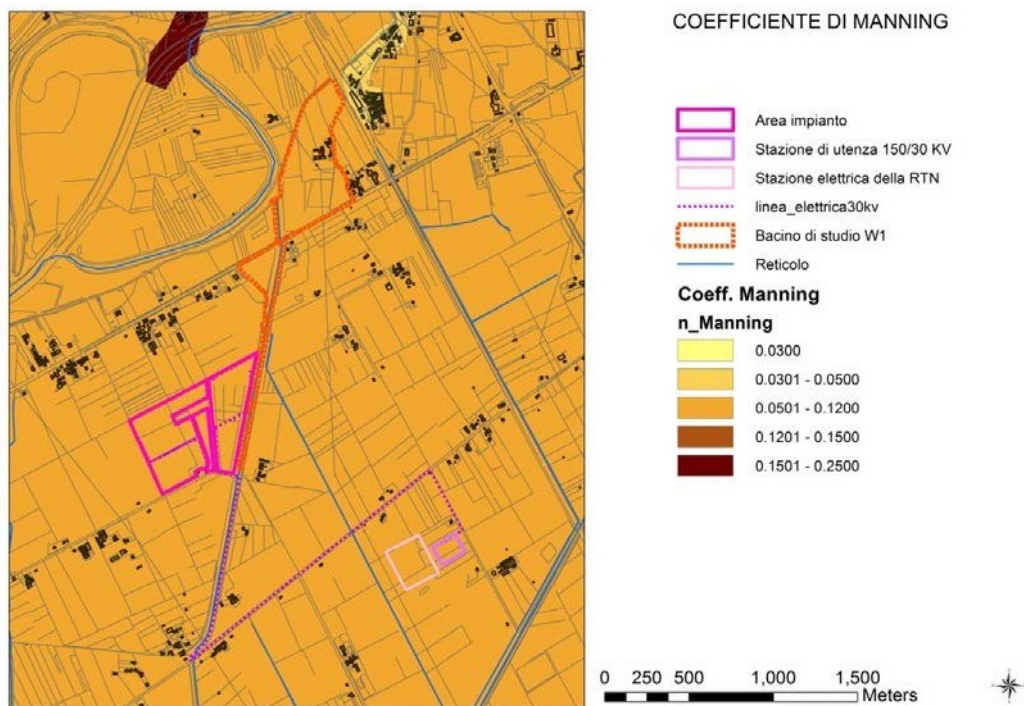 COEFFICIENTE DI MANNING
Area impianto
Stazione di utenza 150/30 KV
Stazione elettrica della RTN
linea_elettrica30kv
Bacino di studio W1
Reticolo
Coeff. Manning
n_Manning
0.0300
0.0301 - 0.0500
0.0501 - 0.1200
0.1201 - 0.1500
0.1501 - 0.2500
0 250 500 1,000 1,500
Meters